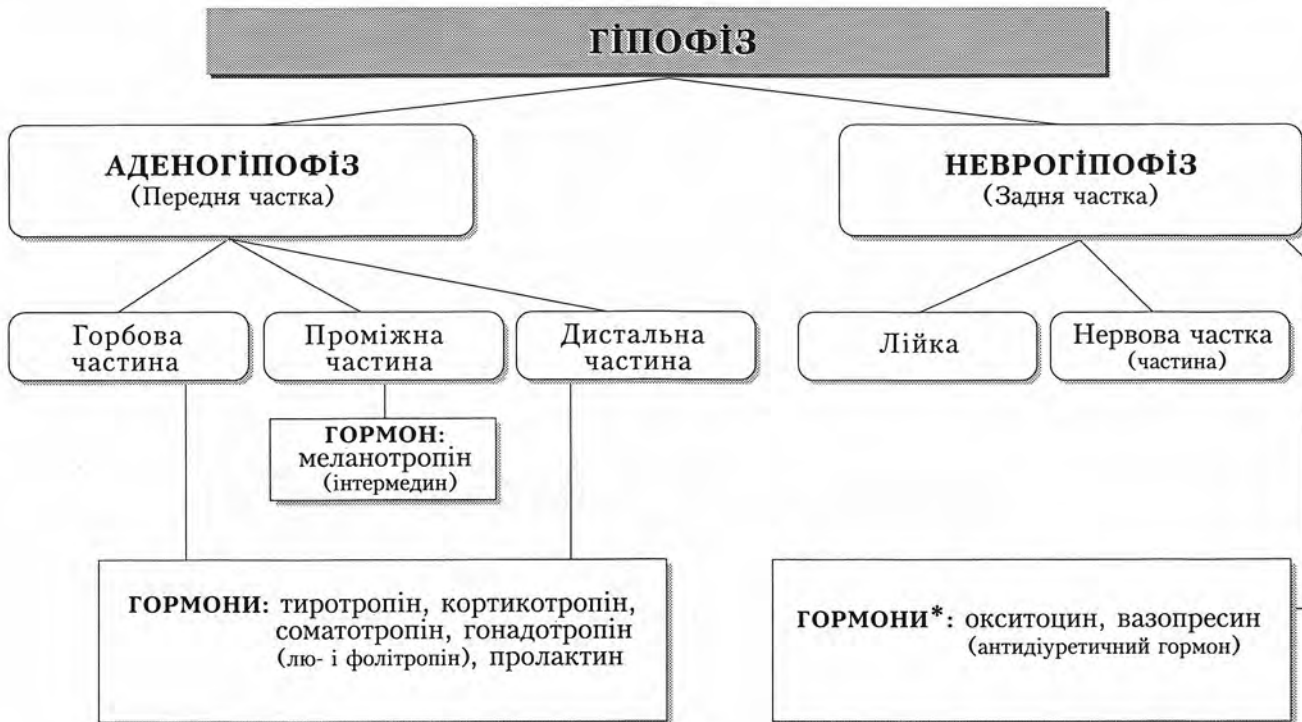 ГІПОФІЗ
АДЕНОГІПОФІЗ
(Передня частка)
НЕВРОГІПОФІЗ
(Задня частка)
Горбова
частина
Проміжна
частина
Дистальна
частина
Лійка
Нервова частка
(частина)
ГОРМОН:
меланотропін
(інтермедин)
ГОРМОНИ: тиротропін, кортикотропін,
соматотропін, гонадотропін
(лю- і фолітропін), пролактин
ГОРМОНИ*: окситоцин, вазопресин
(антидіуретичний гормон)